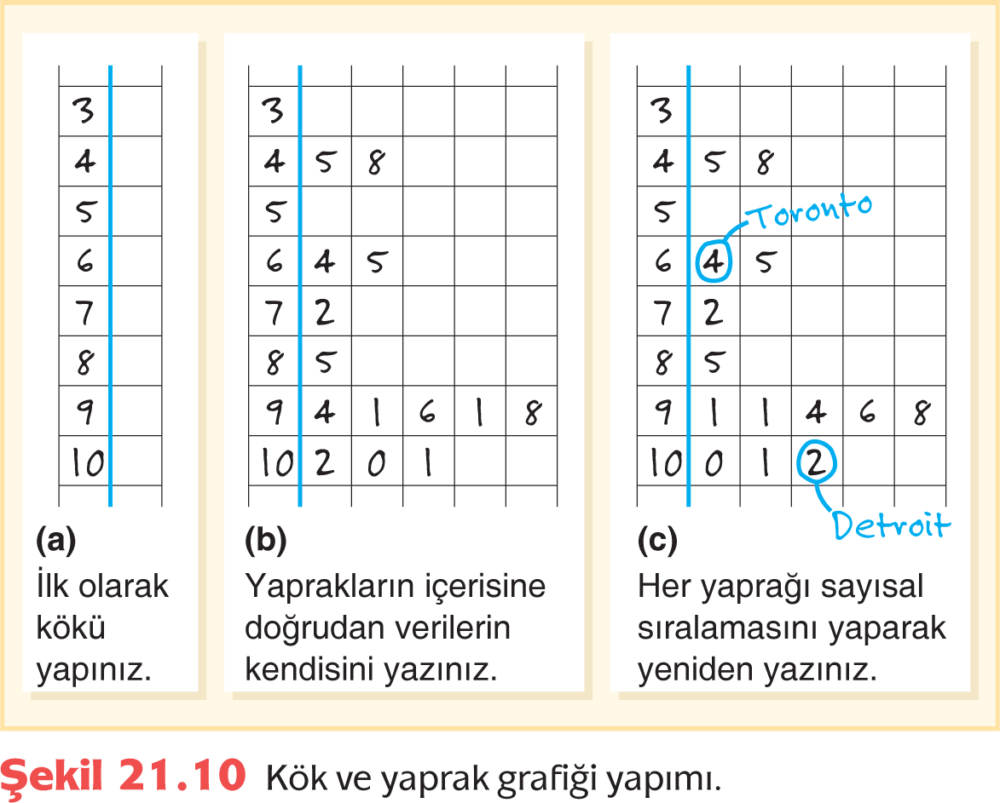 3
4
5
6
7
8
9
10
(a)
İlk olarak
kökü
yapınız.
3
4 5 8
5
6 4 5
7 2
8 5
9 4 1 6 1 8
10 2 0 1
(b)
Yaprakların içerisine
doğrudan verilerin
kendisini yazınız.
3
4 5 8
5 Toronto
6 4 5
7 2
8 5
9 1 1 4 6 8
10 0 1 2
Detroit
(c)
Her yaprağı sayısal
sıralamasını yaparak
yeniden yazınız.
Şekil 21.10 Kök ve yaprak grafiği yapımı.